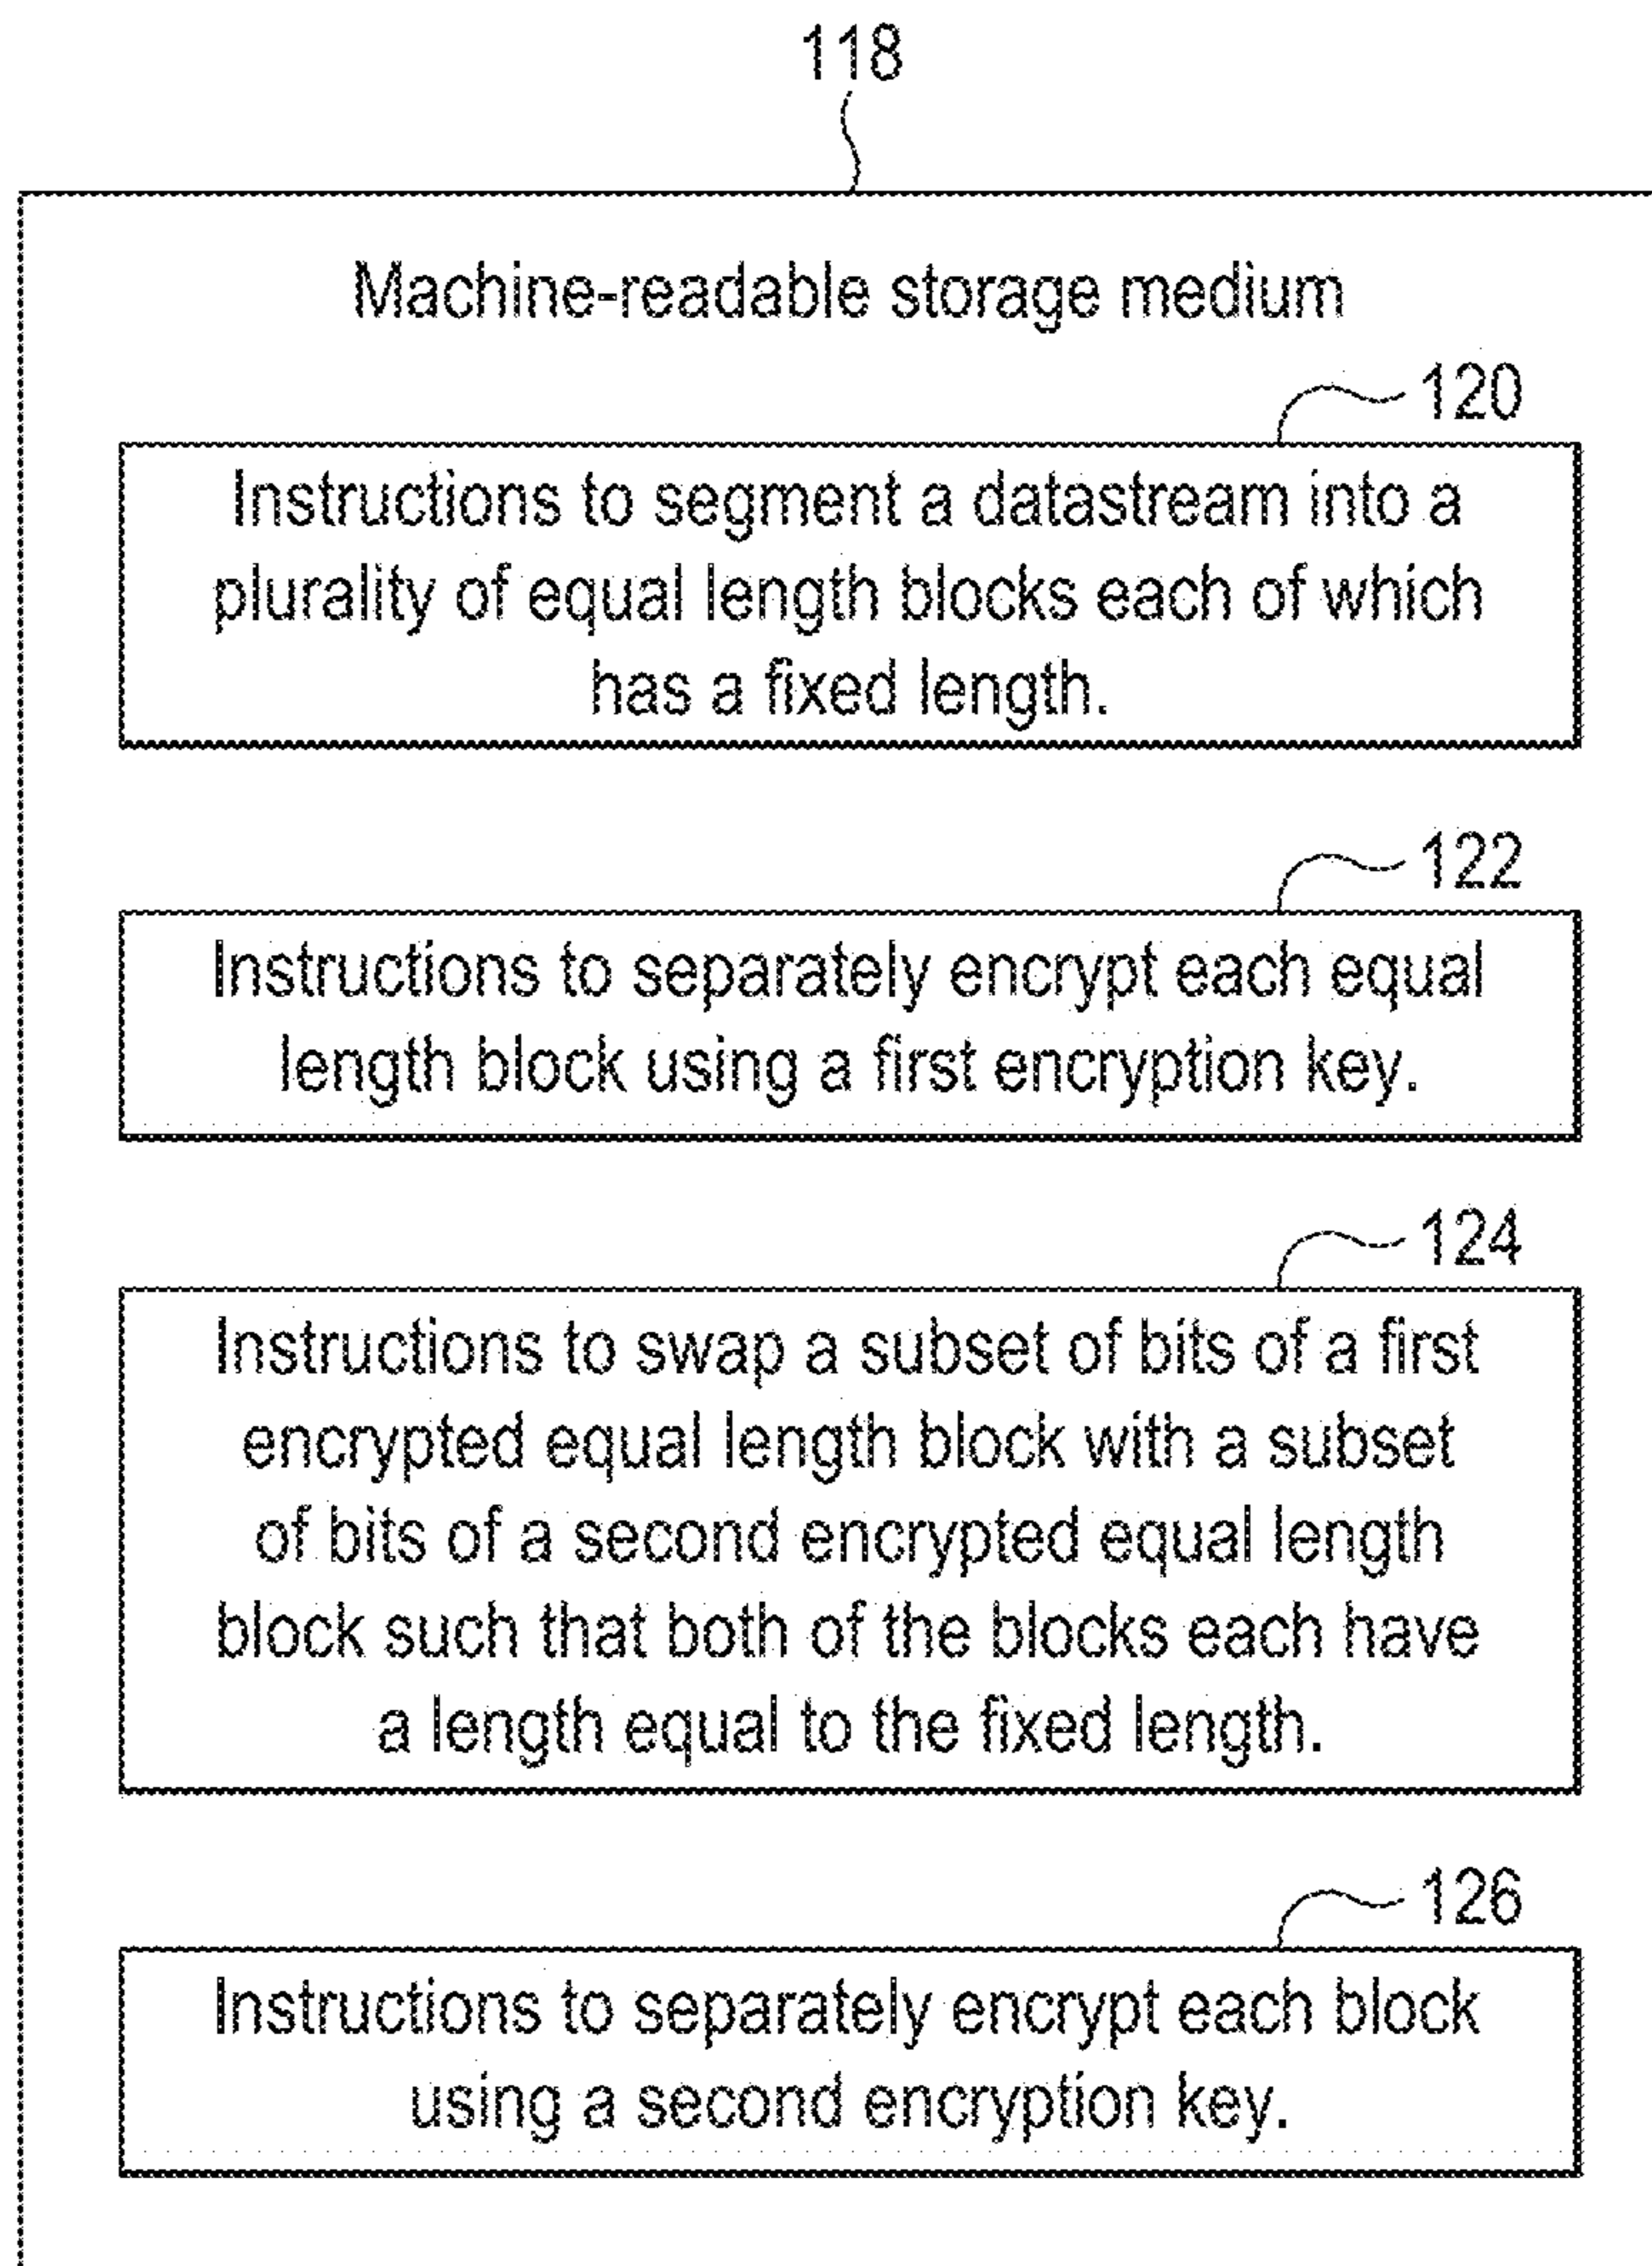 118
Machine-readable storage medium
120
Instructions to segment a datastream into a
plurality of equal length blocks each of which
has a fixed length.
122
Instructions to separately encrypt each equal
length block using a first encryption key.
124
Instructions to swap a subset of bits of a first
encrypted equal length block with a subset
of bits of a second encrypted equal length
block such that both of the blocks each have
a length equal to the fixed length.
126
Instructions to separately encrypt each block
using a second encryption key.